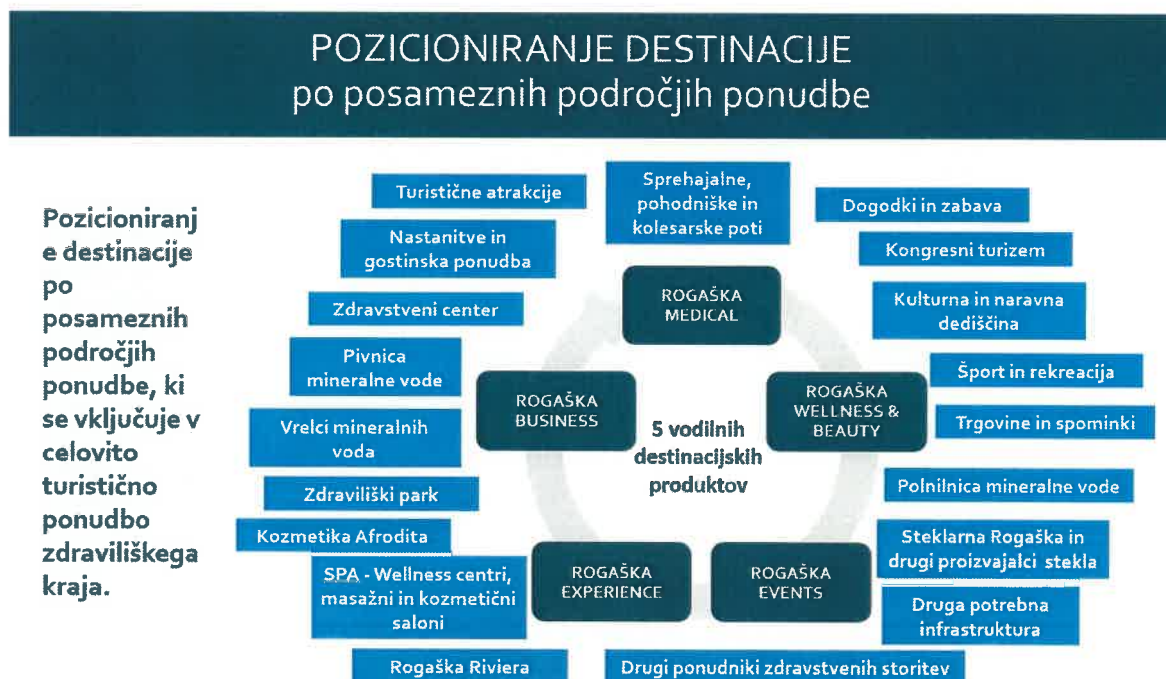 POZICIONIRANJE DESTINACIJE
po posameznih področjih ponudbe
Pozicioniranj
e destinacije
po
posameznih
področjih
ponudbe, ki
se vključuje v
celovito
turistično
ponudbo
zdraviliškega
kraja.
Turistične atrakcije
Nastanitve in
gostinska ponudba
Zdravstveni center
Pivnica
mineralne vode
Vrelci mineralnih
voda
Zdraviliški park
Kozmetika Afrodita
SPA - Wellness centri,
masažni in kozmetični
saloni
Rogaška Riviera
Sprehajalne,
pohodniške in
kolesarske poti
ROGAŠKA
MEDICAL
ROGAŠKA
BUSINESS
5 vodilnih
destinacijskih
produktov
ROGAŠKA
WELLNESS &
BEAUTY
ROGAŠKA
EXPERIENCE
ROGAŠKA
EVENTS
Dogodki in zabava
Kongresni turizem
Kulturna in naravna
dediščina
Šport in rekreacija
Trgovine in spominki
Polnilnica mineralne vode
Steklarna Rogaška in
drugi proizvajalci stekla
Druga potrebna
infrastruktura
Drugi ponudniki zdravstvenih storitev